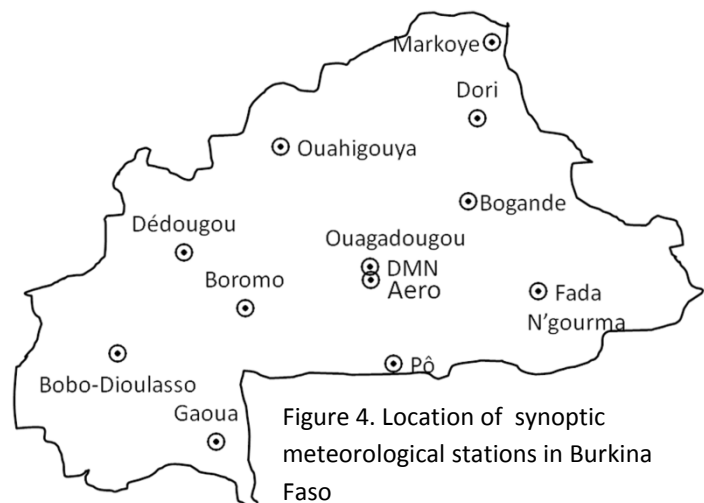 Markoye
Dori
Ouahigouya
Bogande
Dédougou
Ouagadougou
DMN
Aero
Boromo
Fada
N'gourma
Bobo-Dioulasso
Pô
Gaoua
Figure 4. Location of synoptic
meteorological stations in Burkina
Faso